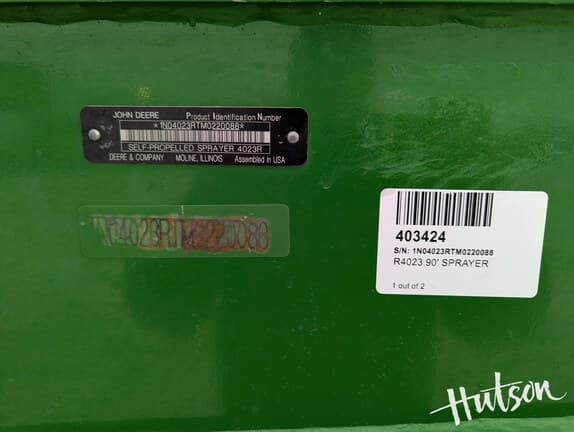 JOHN DEERE Product Identification Number
*1N04023RTM0220088*
SELF-PROPELLED SPRAYER 4023R
DEERE & COMPANY MOLINE, ILLINOIS Assembled in USA
1N04023RTM0220088
403424
S/N: 1N04023RTM0220088
R4023 90' SPRAYER
1 out of 2
Hutson